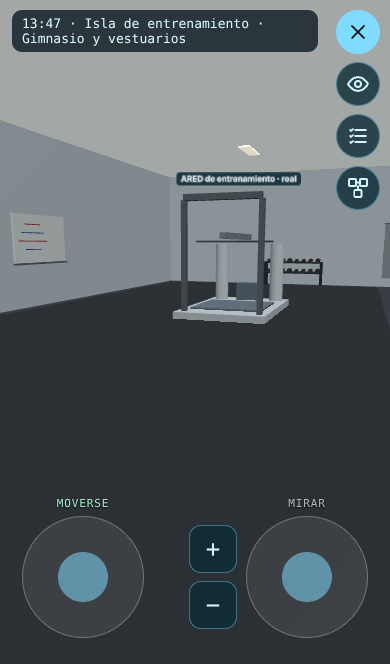 13:47 · Isla de entrenamiento ·
Gimnasio y vestuarios
ARED de entrenamiento · real
MOVERSE
MIRAR
+
−